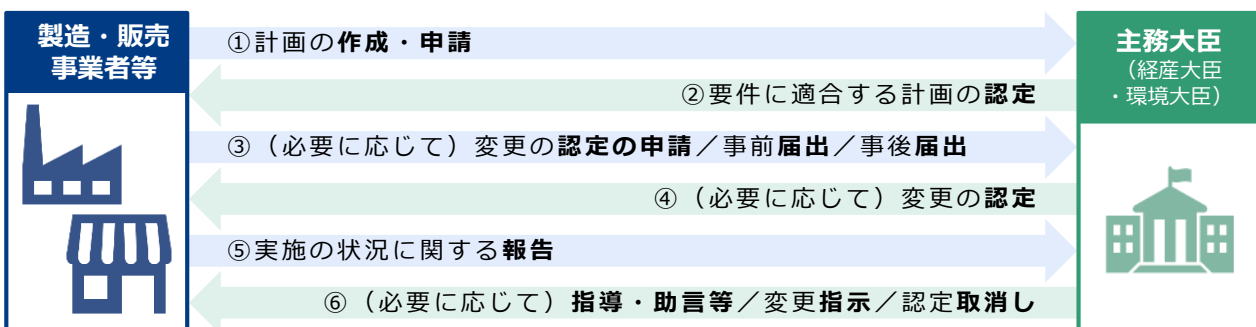 製造・販売
事業者等
①計画の作成・申請
主務大臣
（経産大臣
・環境大臣）
②要件に適合する計画の認定
③（必要に応じて）変更の認定の申請／事前届出／事後届出
④（必要に応じて）変更の認定
⑤実施の状況に関する報告
⑥（必要に応じて）指導・助言等／変更指示／認定取消し